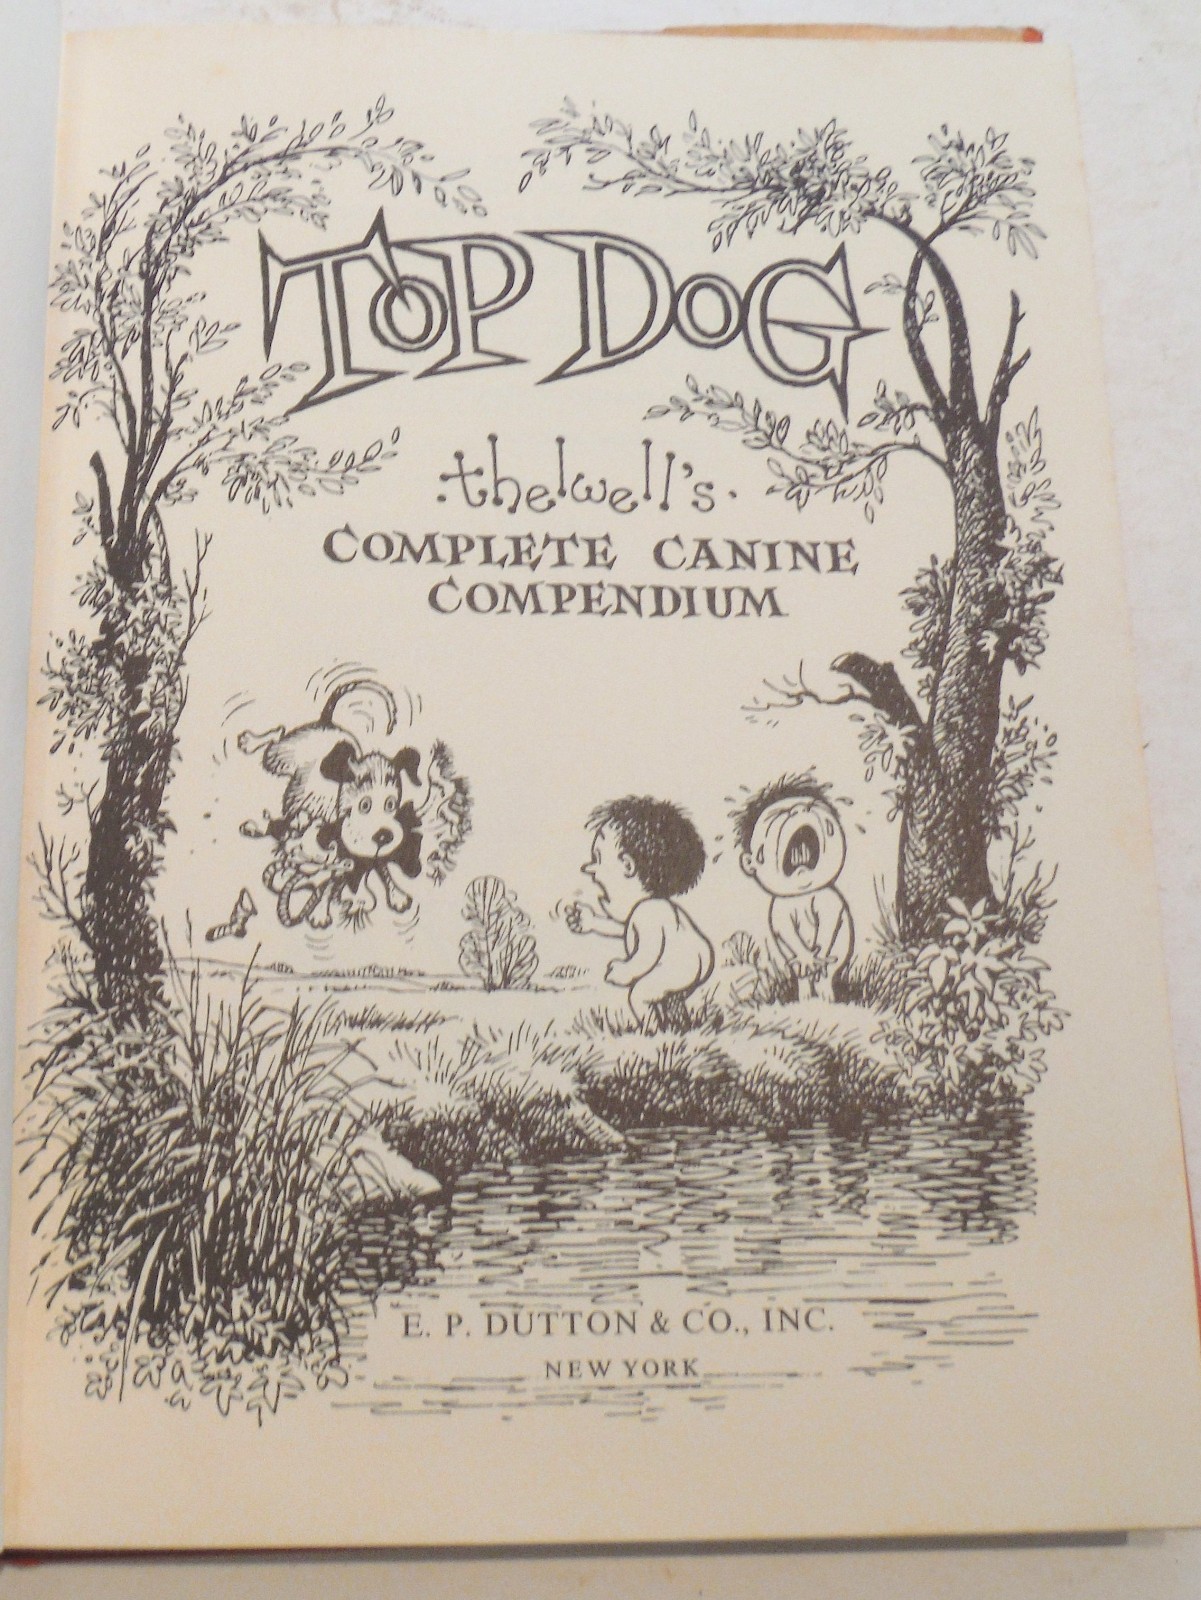 TOP DOG
thelwell's
COMPLETE CANINE
COMPENDIUM
E. P. DUTTON & CO., INC.
NEW YORK